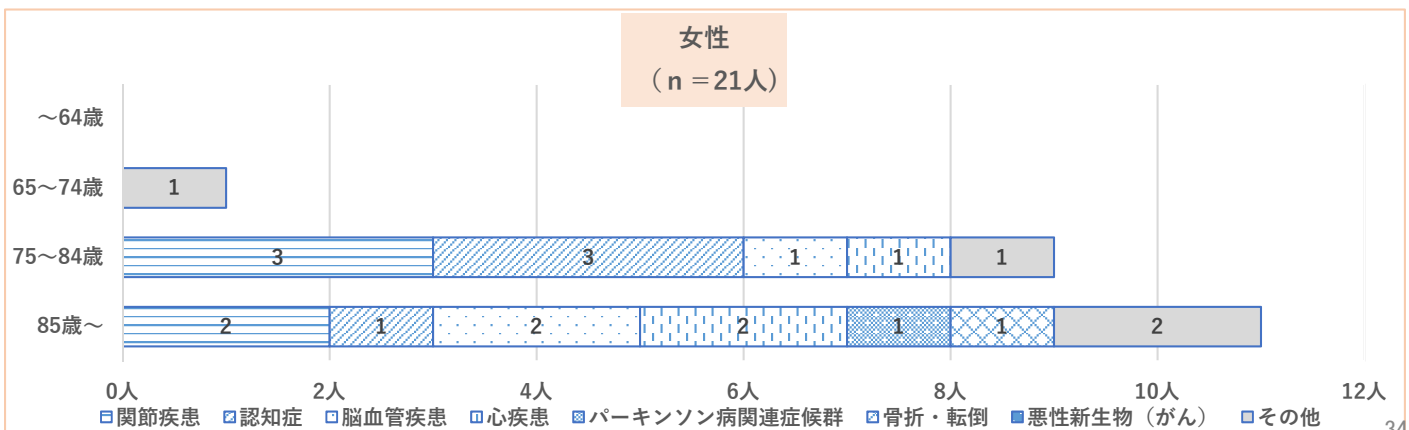 女性
（ｎ＝21人）
～64歳
65～74歳
1
75～84歳
3 3 1 1 1
85歳～
2 1 2 2 1 1 2
0人 2人 4人 6人 8人 10人 12人
関節疾患 認知症 脳血管疾患 心疾患 パーキンソン病関連症候群 骨折・転倒 悪性新生物（がん） その他
34